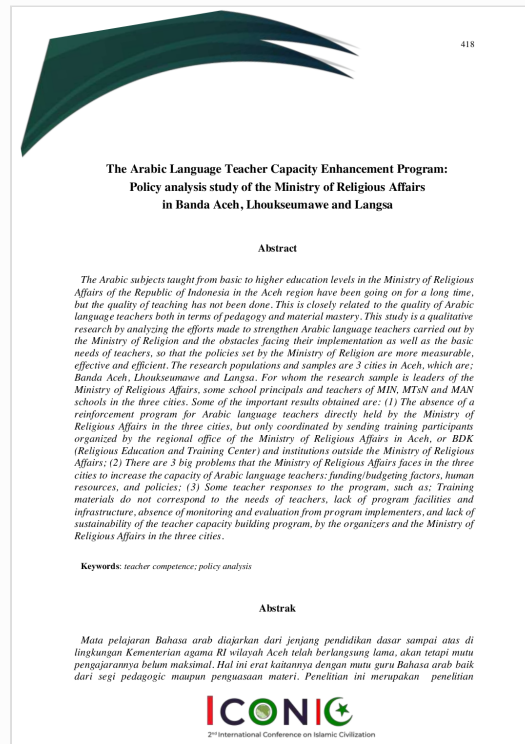 418
The Arabic Language Teacher Capacity Enhancement Program:
Policy analysis study of the Ministry of Religious Affairs
in Banda Aceh, Lhoukseumawe and Langsa
Abstract
The Arabic subjects taught from basic to higher education levels in the Ministry of Religious
Affairs of the Republic of Indonesia in the Aceh region have been going on for a long time,
but the quality of teaching has not been done. This is closely related to the quality of Arabic
language teachers both in terms of pedagogy and material mastery. This study is a qualitative
research by analyzing the efforts made to strengthen Arabic language teachers carried out by
the Ministry of Religion and the obstacles facing their implementation as well as the basic
needs of teachers, so that the policies set by the Ministry of Religion are more measurable,
effective and efficient. The research populations and samples are 3 cities in Aceh, which are;
Banda Aceh, Lhoukseumawe and Langsa. For whom the research sample is leaders of the
Ministry of Religious Affairs, some school principals and teachers of MIN, MTsN and MAN
schools in the three cities. Some of the important results obtained are: (1) The absence of a
reinforcement program for Arabic language teachers directly held by the Ministry of
Religious Affairs in the three cities, but only coordinated by sending training participants
organized by the regional office of the Ministry of Religious Affairs in Aceh, or BDK
(Religious Education and Training Center) and institutions outside the Ministry of Religious
Affairs; (2) There are 3 big problems that the Ministry of Religious Affairs faces in the three
cities to increase the capacity of Arabic language teachers: funding/budgeting factors, human
resources, and policies; (3) Some teacher responses to the program, such as; Training
materials do not correspond to the needs of teachers, lack of program facilities and
infrastructure, absence of monitoring and evaluation from program implementers, and lack of
sustainability of the teacher capacity building program, by the organizers and the Ministry of
Religious Affairs in the three cities.
Keywords: teacher competence; policy analysis
Abstrak
Mata pelajaran Bahasa arab diajarkan dari jenjang pendidikan dasar sampai atas di
lingkungan Kementerian agama RI wilayah Aceh telah berlangsung lama, akan tetapi mutu
pengajarannya belum maksimal. Hal ini erat kaitannya dengan mutu guru Bahasa arab baik
dari segi pedagogic maupun penguasaan materi. Penelitian ini merupakan penelitian
ICONIC
2nd International Conference on Islamic Civilization